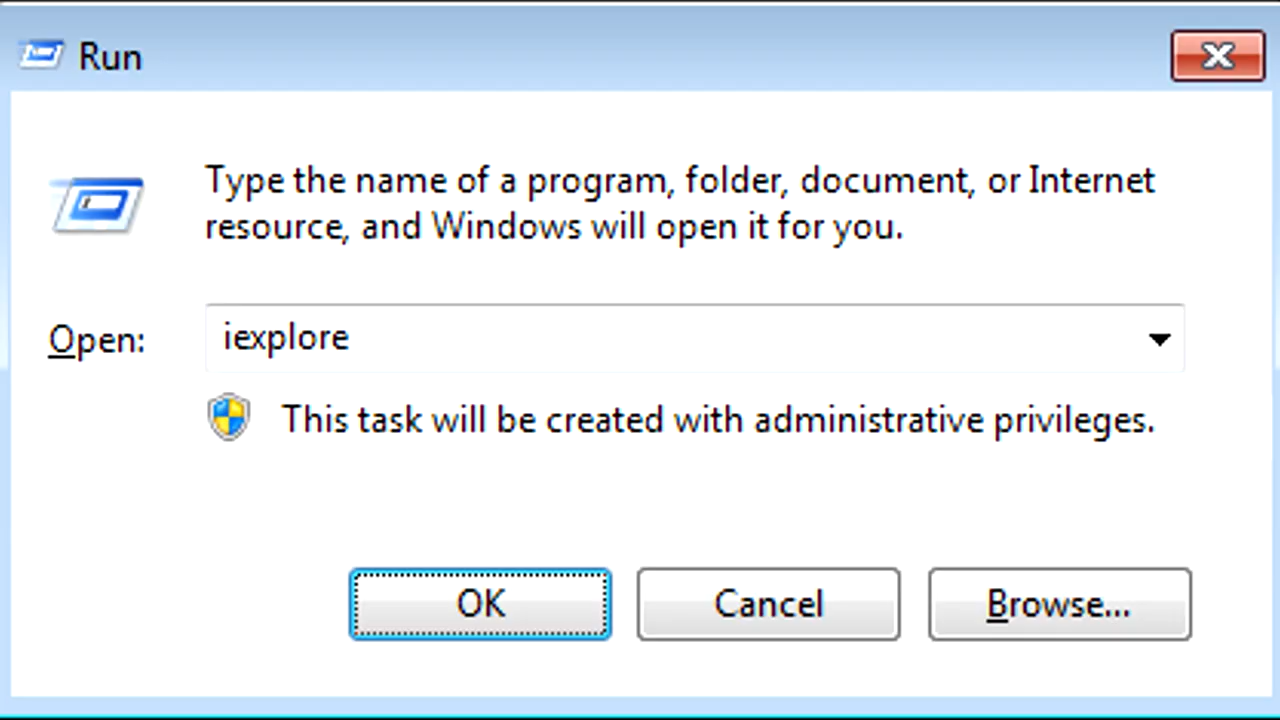 Run
Type the name of a program, folder, document, or Internet
resource, and Windows will open it for you.
Open: iexplore
This task will be created with administrative privileges.
OK Cancel Browse...